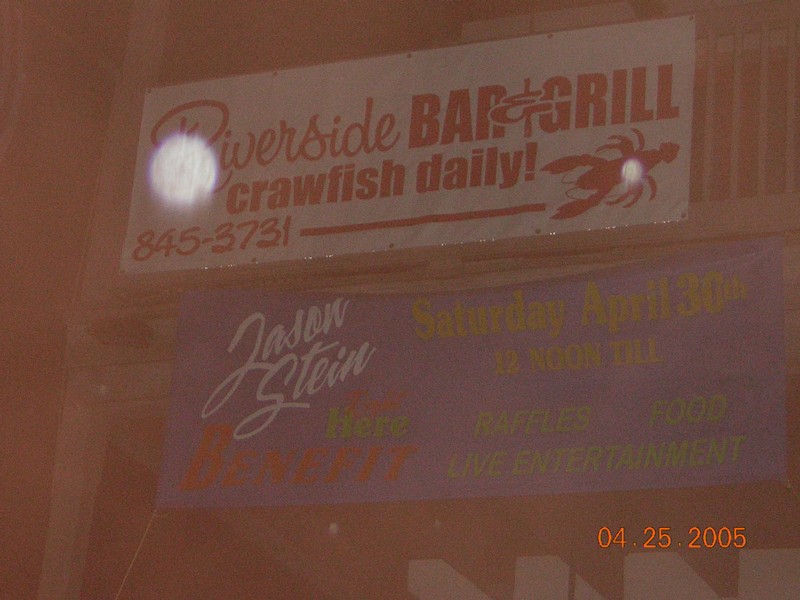 Riverside BAR & GRILL
crawfish daily!
845-3731
Jason Stein
Here
BENEFIT
Saturday April 30th
12 NOON TILL
RAFFLES FOOD
LIVE ENTERTAINMENT
04.25.2005